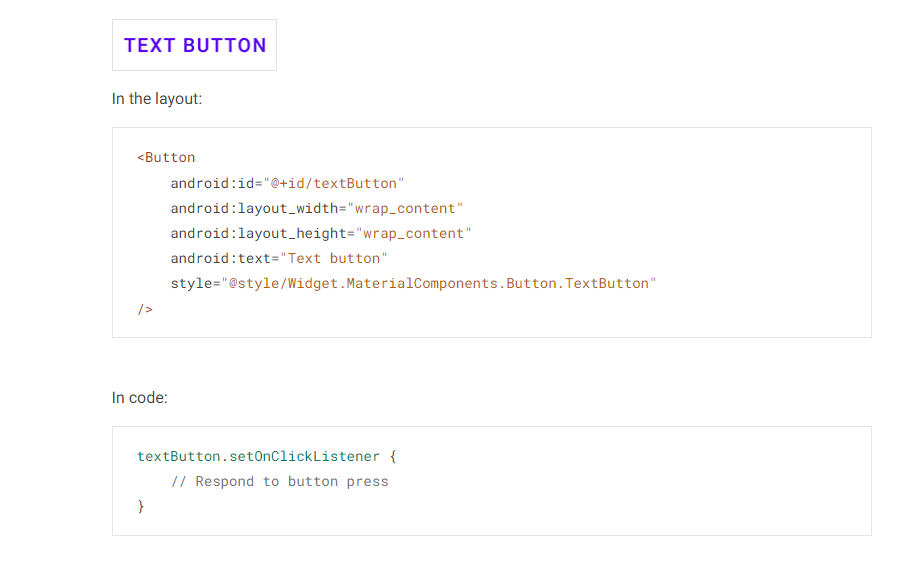 TEXT BUTTON
In the layout:
<Button
    android:id="@+id/textButton"
    android:layout_width="wrap_content"
    android:layout_height="wrap_content"
    android:text="Text button"
    style="@style/Widget.MaterialComponents.Button.TextButton"
/>
In code:
textButton.setOnClickListener {
    // Respond to button press
}